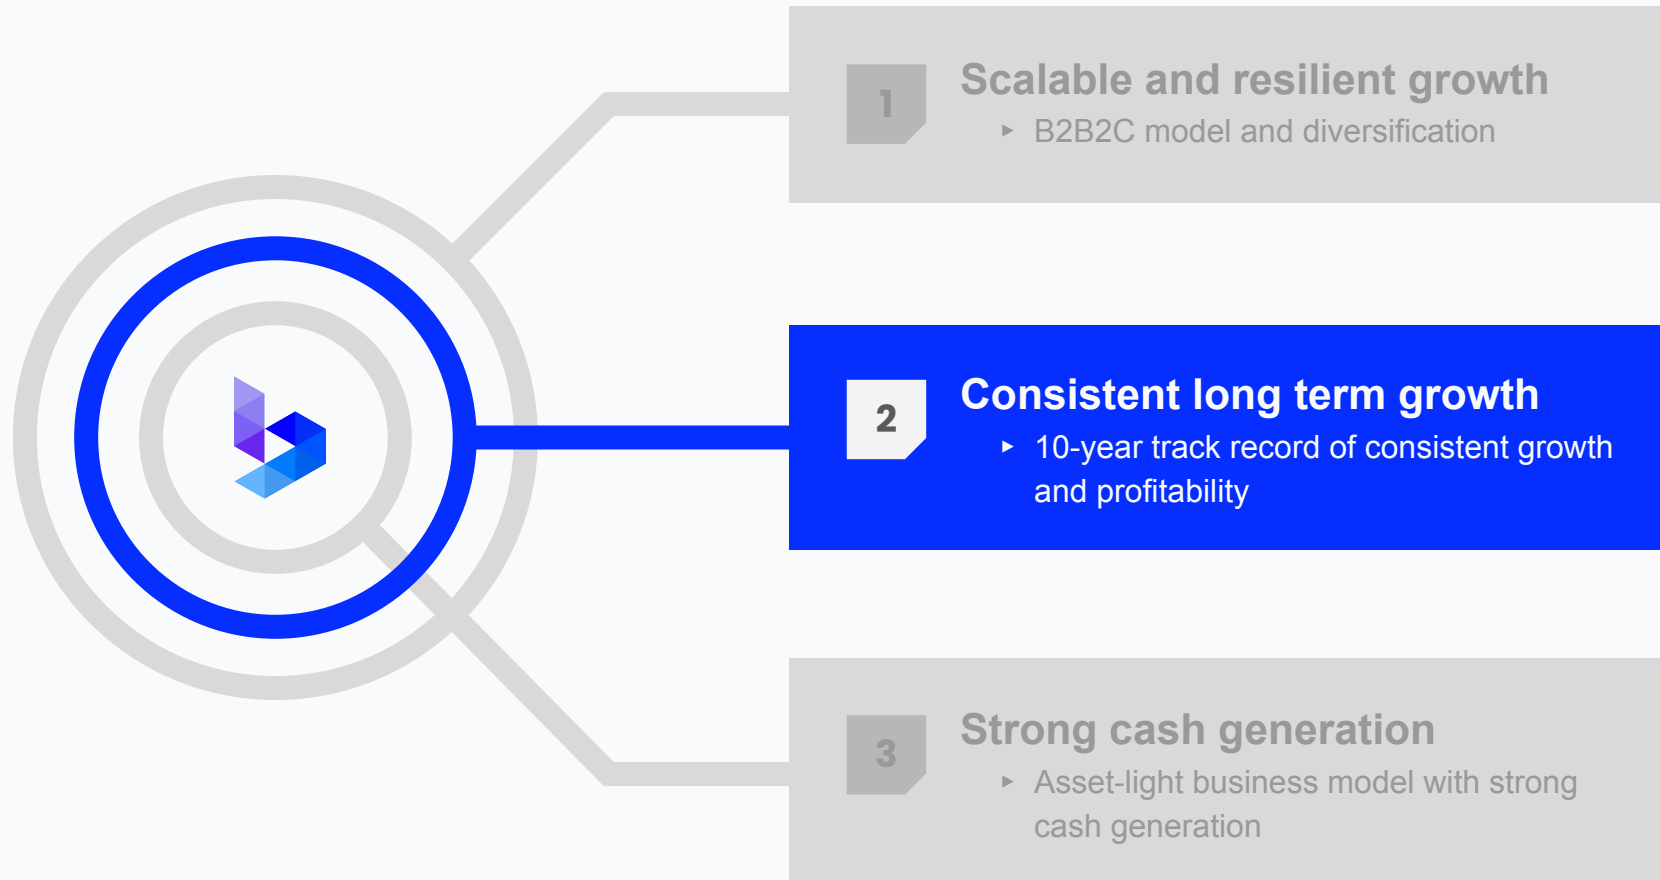 1
Scalable and resilient growth
▸ B2B2C model and diversification
2
Consistent long term growth
▸ 10-year track record of consistent growth
and profitability
3
Strong cash generation
▸ Asset-light business model with strong
cash generation